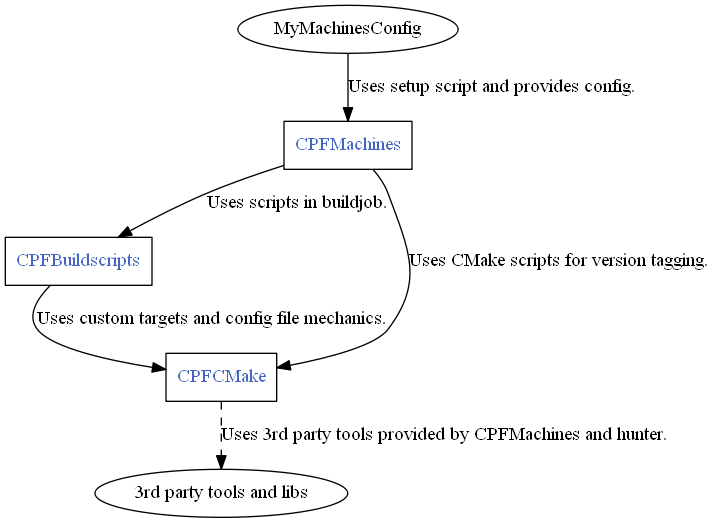 MyMachinesConfig
Uses setup script and provides config.
CPFMachines
Uses scripts in buildjob.
CPFBuildscripts
Uses CMake scripts for version tagging.
Uses custom targets and config file mechanics.
CPFCMake
Uses 3rd party tools provided by CPFMachines and hunter.
3rd party tools and libs